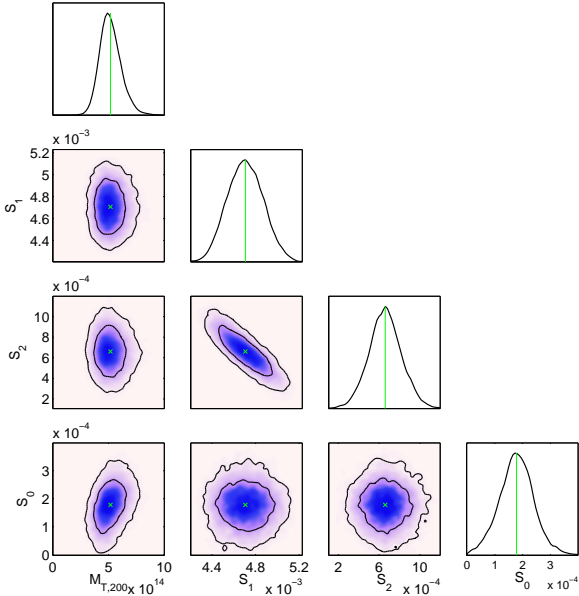 x 10⁻³
5.2
5
4.8
4.6
4.4
S₁
x 10⁻⁴
10
8
6
4
2
S₂
x 10⁻⁴
3
2
1
0
S₀
0 5 10
M_T,200 x 10¹⁴
4.4 4.8 5.2
S₁ x 10⁻³
2 6 10
S₂ x 10⁻⁴
0 1 2 3
S₀ x 10⁻⁴